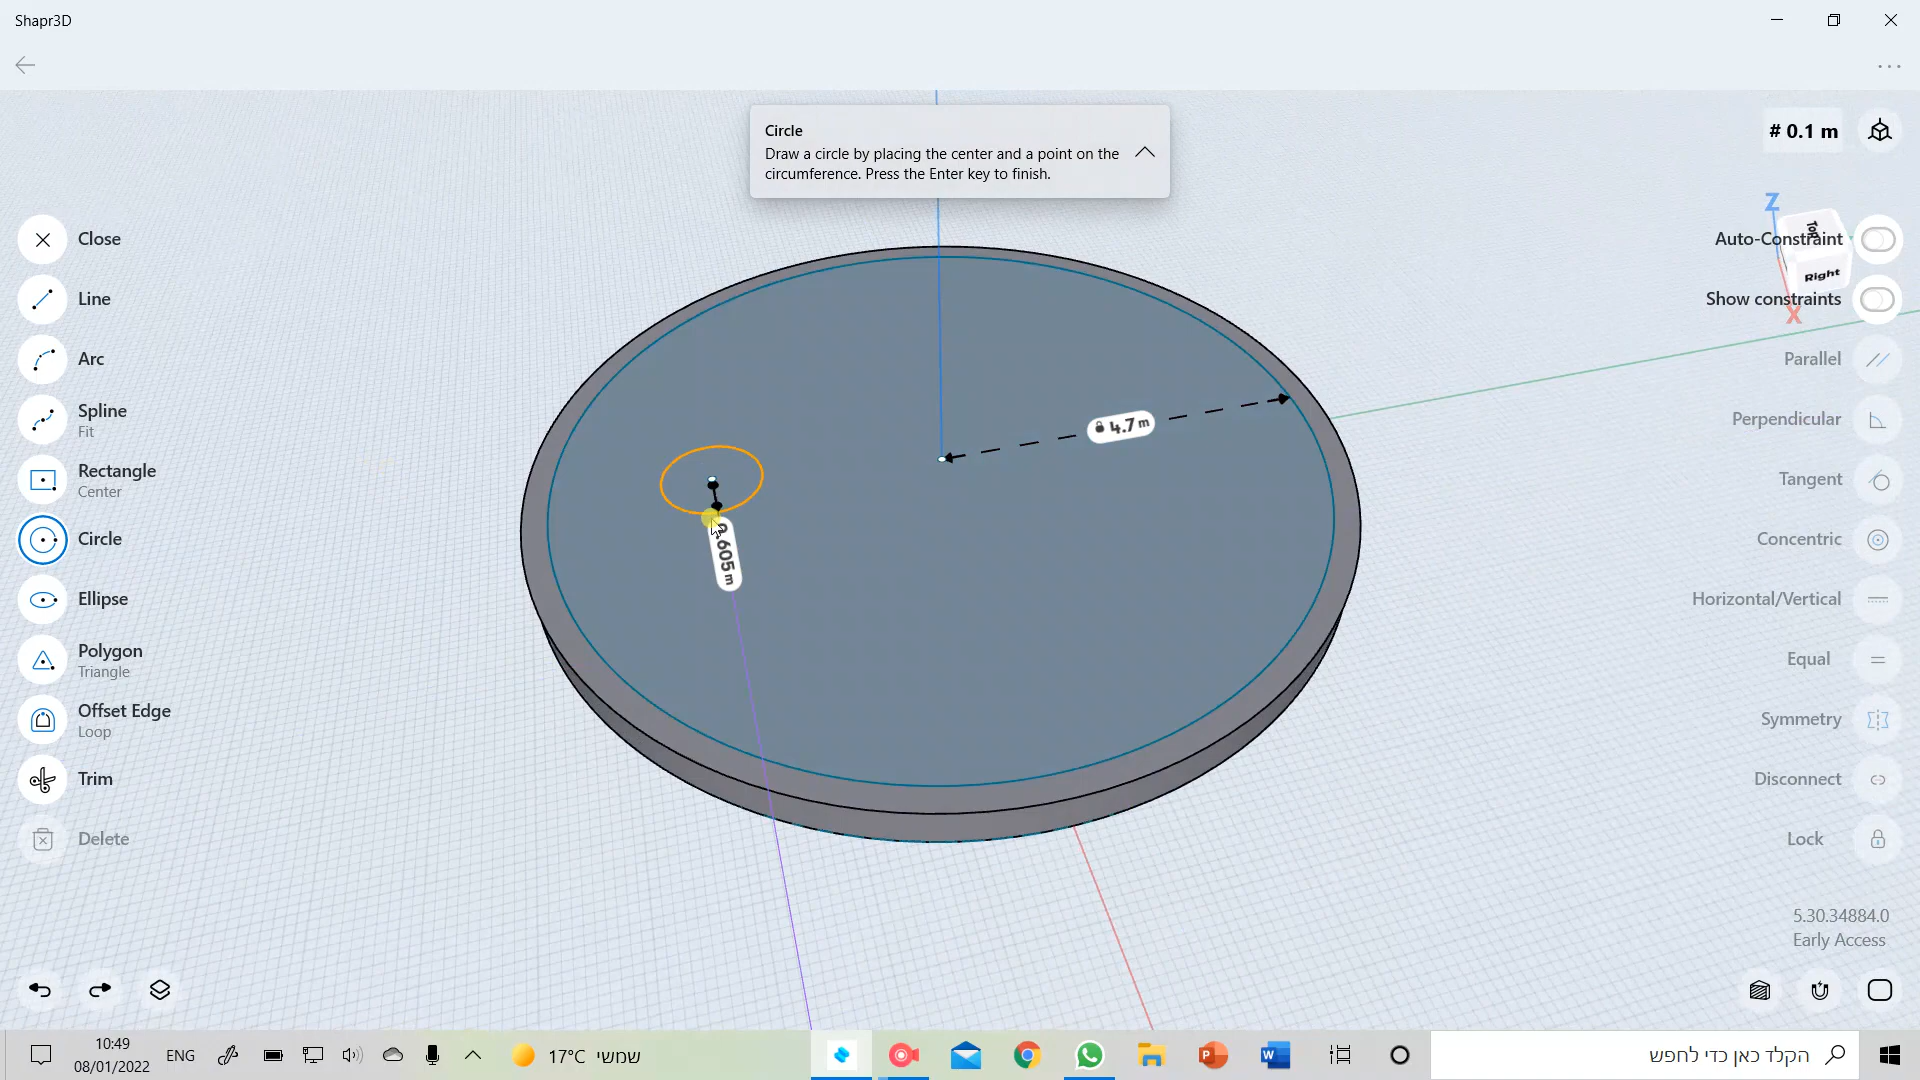 Shapr3D
Circle
Draw a circle by placing the center and a point on the
circumference. Press the Enter key to finish.
# 0.1 m
Z
Top
Right
X
Close
Line
Arc
Spline
Fit
Rectangle
Center
Circle
Ellipse
Polygon
Triangle
Offset Edge
Loop
Trim
Delete
4.7 m
.605 m
Auto-Constraint
Show constraints
Parallel
Perpendicular
Tangent
Concentric
Horizontal/Vertical
Equal
Symmetry
Disconnect
Lock
5.30.34884.0
Early Access
10:49
08/01/2022
ENG
17°C שמשי
הקלד כאן כדי לחפש